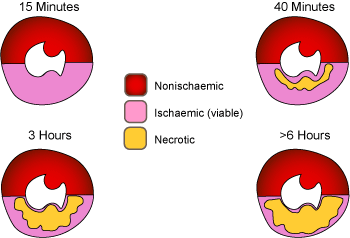 15 Minutes
40 Minutes
Nonischaemic
Ischaemic (viable)
Necrotic
3 Hours
>6 Hours